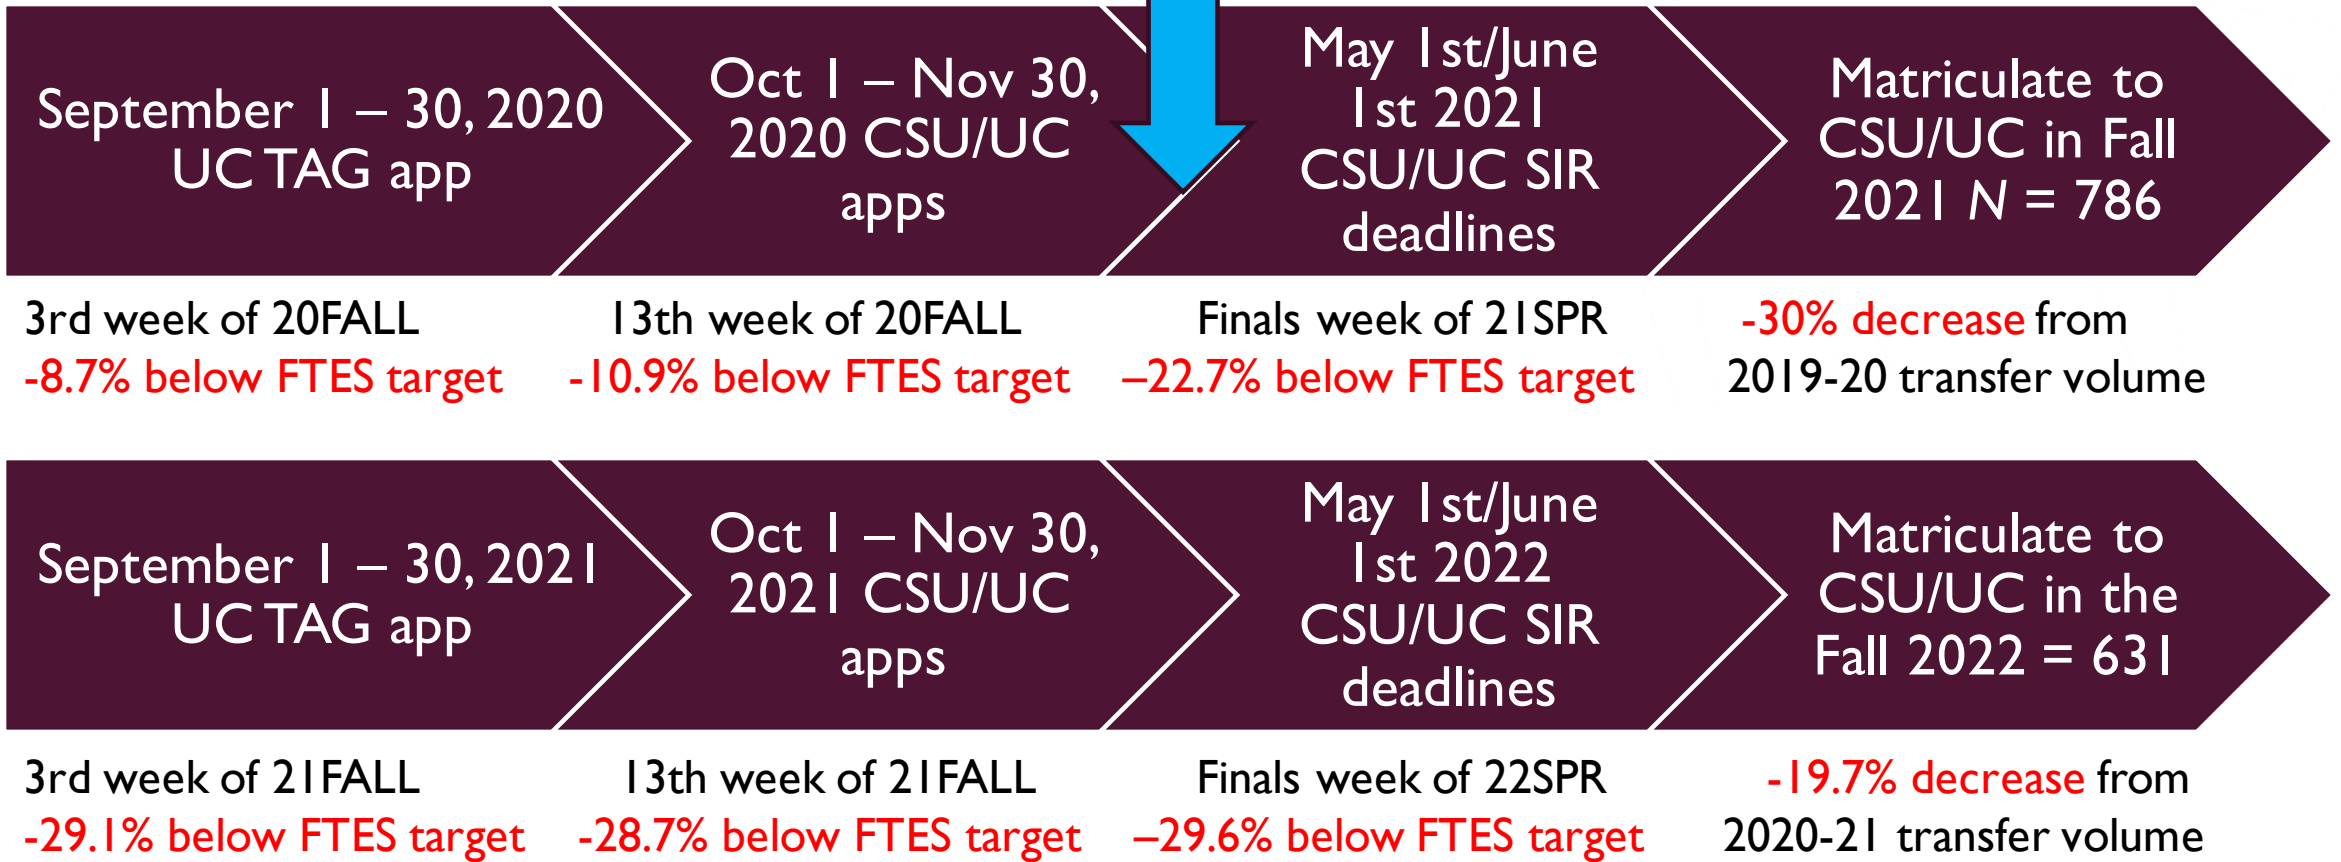 September 1 – 30, 2020
UC TAG app
Oct 1 – Nov 30,
2020 CSU/UC
apps
May 1st/June
1st 2021
CSU/UC SIR
deadlines
Matriculate to
CSU/UC in Fall
2021 N = 786
3rd week of 20FALL
-8.7% below FTES target
13th week of 20FALL
-10.9% below FTES target
Finals week of 21SPR
–22.7% below FTES target
-30% decrease from
2019-20 transfer volume
September 1 – 30, 2021
UC TAG app
Oct 1 – Nov 30,
2021 CSU/UC
apps
May 1st/June
1st 2022
CSU/UC SIR
deadlines
Matriculate to
CSU/UC in the
Fall 2022 = 631
3rd week of 21FALL
-29.1% below FTES target
13th week of 21FALL
-28.7% below FTES target
Finals week of 22SPR
–29.6% below FTES target
-19.7% decrease from
2020-21 transfer volume